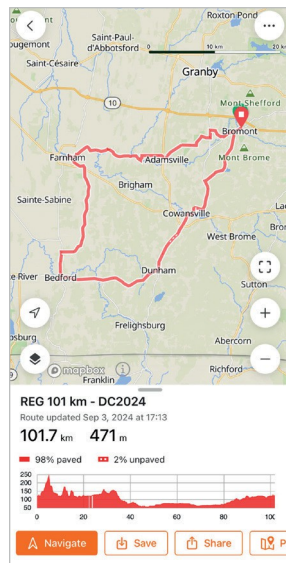 Roxton Pond
Saint-Paul-
d'Abbotsford
ougemont
0 10 km 20 km
Saint-Césaire
Granby
10
Mont Shefford
Bromont
Farnham
Adamsville
Mont Brome
Brigham
Sainte-Sabine
Cowansville
West Brome
Dunham
e River
Bedford
Sutton
Frelighsburg
Abercorn
Richford
mapbox
Franklin
REG 101 km - DC2024
Route updated Sep 3, 2024 at 17:13
101.7 km 471 m
98% paved 2% unpaved
250
200
150
100
50
0 20 40 60 80 10
Navigate Save Share P